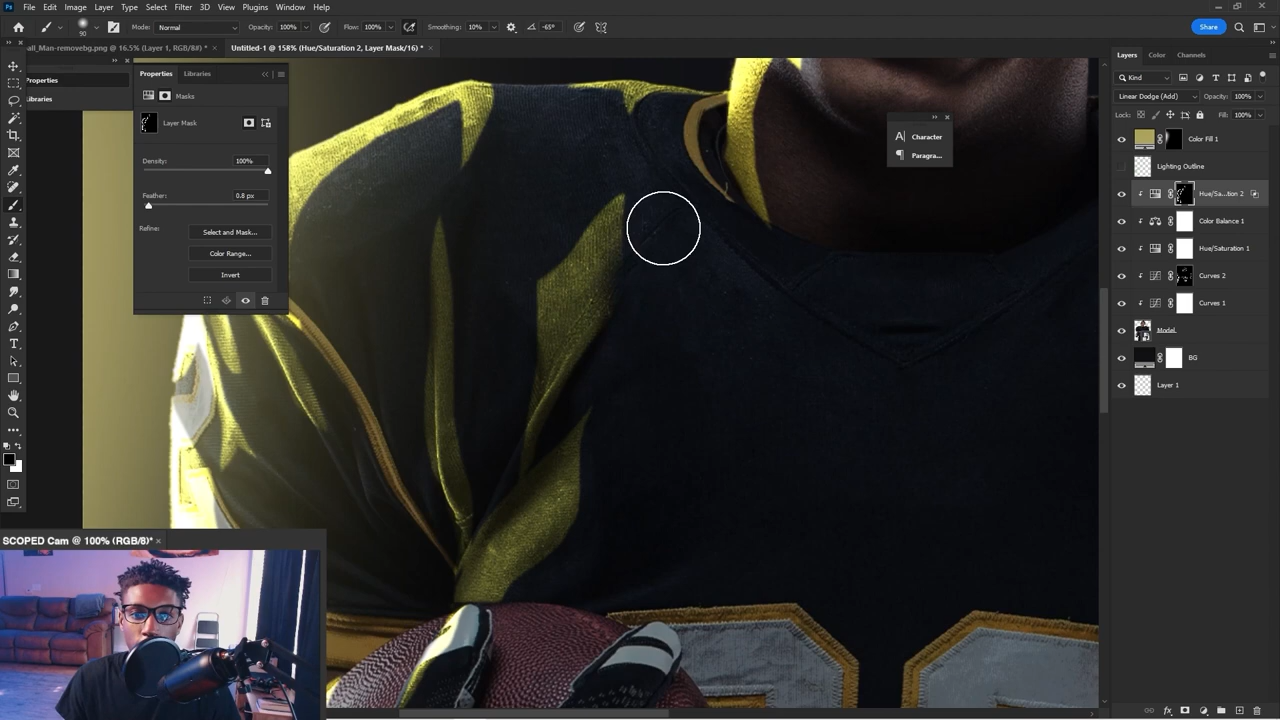 Ps File Edit Image Layer Type Select Filter 3D View Plugins Window Help
90 Mode: Normal Opacity: 100% Flow: 100% Smoothing: 10% -65° Share
all_Man-removebg.png @ 16.5% (Layer 1, RGB/8#) * × Untitled-1 @ 158% (Hue/Saturation 2, Layer Mask/16) * ×
Properties
Libraries
Properties Libraries
Masks
Layer Mask
Density: 100%
Feather: 0.8 px
Refine: Select and Mask...
Color Range...
Invert
Character
Paragra...
Layers Color Channels
Kind
Linear Dodge (Add) Opacity: 100%
Lock: Fill: 100%
Color Fill 1
Lighting Outline
Hue/Sa...tion 2
Color Balance 1
Hue/Saturation 1
Curves 2
Curves 1
Model
BG
Layer 1
SCOPED Cam @ 100% (RGB/8)* ×